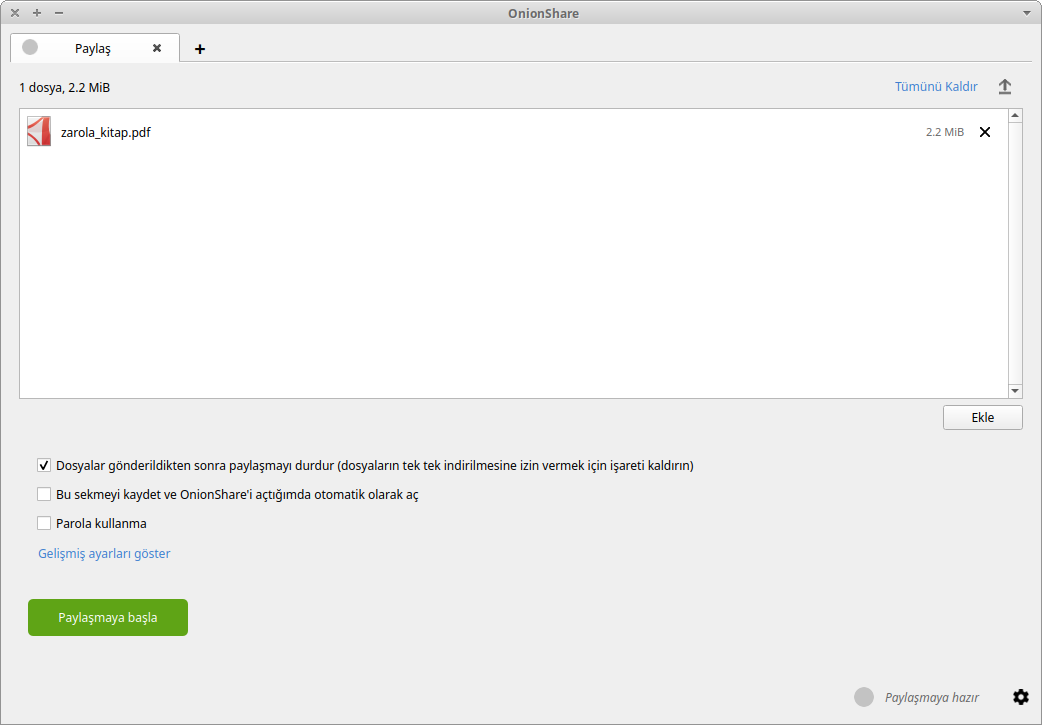 OnionShare
Paylaş
1 dosya, 2.2 MiB
Tümünü Kaldır
zarola_kitap.pdf
2.2 MiB
Ekle
Dosyalar gönderildikten sonra paylaşmayı durdur (dosyaların tek tek indirilmesine izin vermek için işareti kaldırın)
Bu sekmeyi kaydet ve OnionShare'i açtığımda otomatik olarak aç
Parola kullanma
Gelişmiş ayarları göster
Paylaşmaya başla
Paylaşmaya hazır